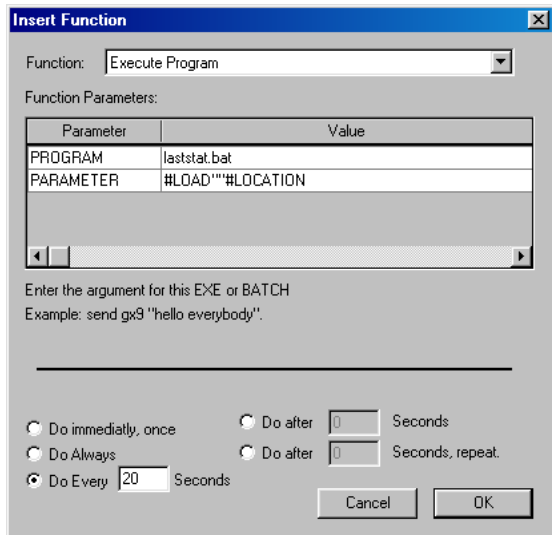 Insert Function
Function: Execute Program
Function Parameters:
Parameter Value
PROGRAM laststat.bat
PARAMETER #LOAD""#LOCATION
Enter the argument for this EXE or BATCH
Example: send gx9 "hello everybody".
Do immediatly, once
Do after 0 Seconds
Do Always
Do after 0 Seconds, repeat.
Do Every 20 Seconds
Cancel OK